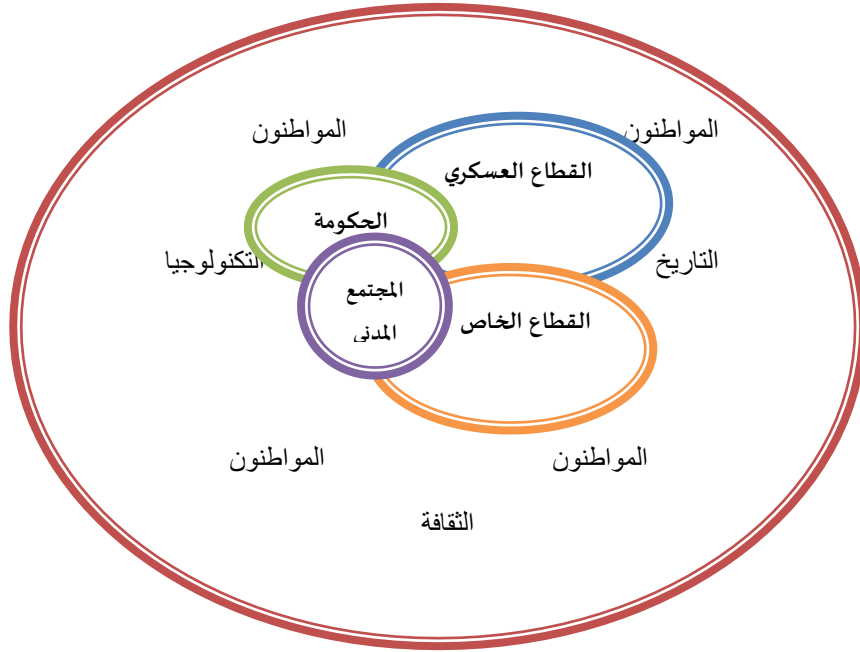 المواطنون
المواطنون
القطاع العسكري
الحكومة
التاريخ
التكنولوجيا
المجتمع
المدني
القطاع الخاص
المواطنون
المواطنون
الثقافة